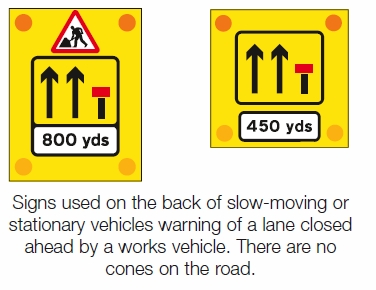 800 yds
450 yds
Signs used on the back of slow-moving or
stationary vehicles warning of a lane closed
ahead by a works vehicle. There are no
cones on the road.